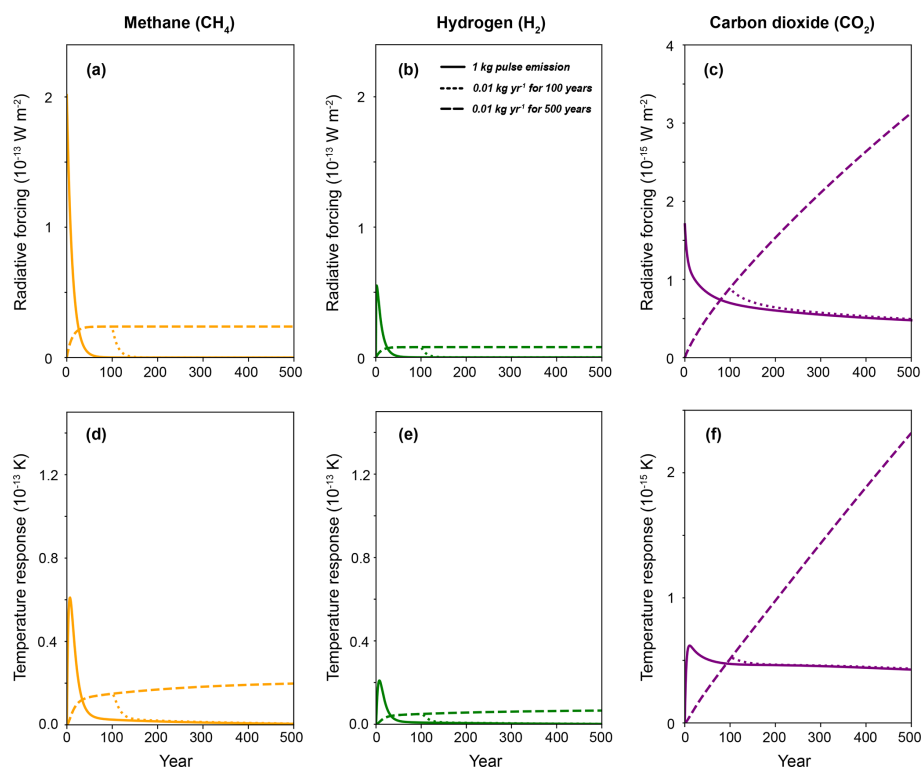 Methane (CH₄)
Hydrogen (H₂)
Carbon dioxide (CO₂)
(a)
Radiative forcing (10⁻¹³ W m⁻²)
2
1
0
0 100 200 300 400 500
(b)
1 kg pulse emission
0.01 kg yr⁻¹ for 100 years
0.01 kg yr⁻¹ for 500 years
Radiative forcing (10⁻¹³ W m⁻²)
2
1
0
0 100 200 300 400 500
(c)
Radiative forcing (10⁻¹⁵ W m⁻²)
4
3
2
1
0
0 100 200 300 400 500
(d)
Temperature response (10⁻¹³ K)
1.2
0.8
0.4
0.0
0 100 200 300 400 500
Year
(e)
Temperature response (10⁻¹³ K)
1.2
0.8
0.4
0.0
0 100 200 300 400 500
Year
(f)
Temperature response (10⁻¹⁵ K)
2
1
0
0 100 200 300 400 500
Year